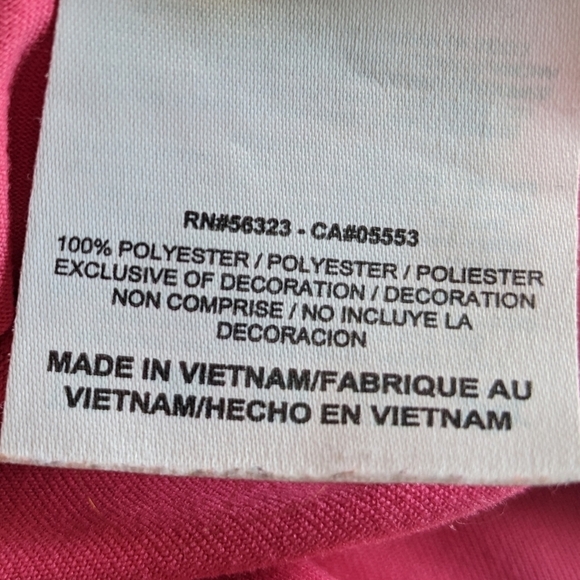 RN#56323 - CA#05553
100% POLYESTER / POLYESTER / POLIESTER
EXCLUSIVE OF DECORATION / DECORATION
NON COMPRISE / NO INCLUYE LA
DECORACION
MADE IN VIETNAM/FABRIQUE AU
VIETNAM/HECHO EN VIETNAM